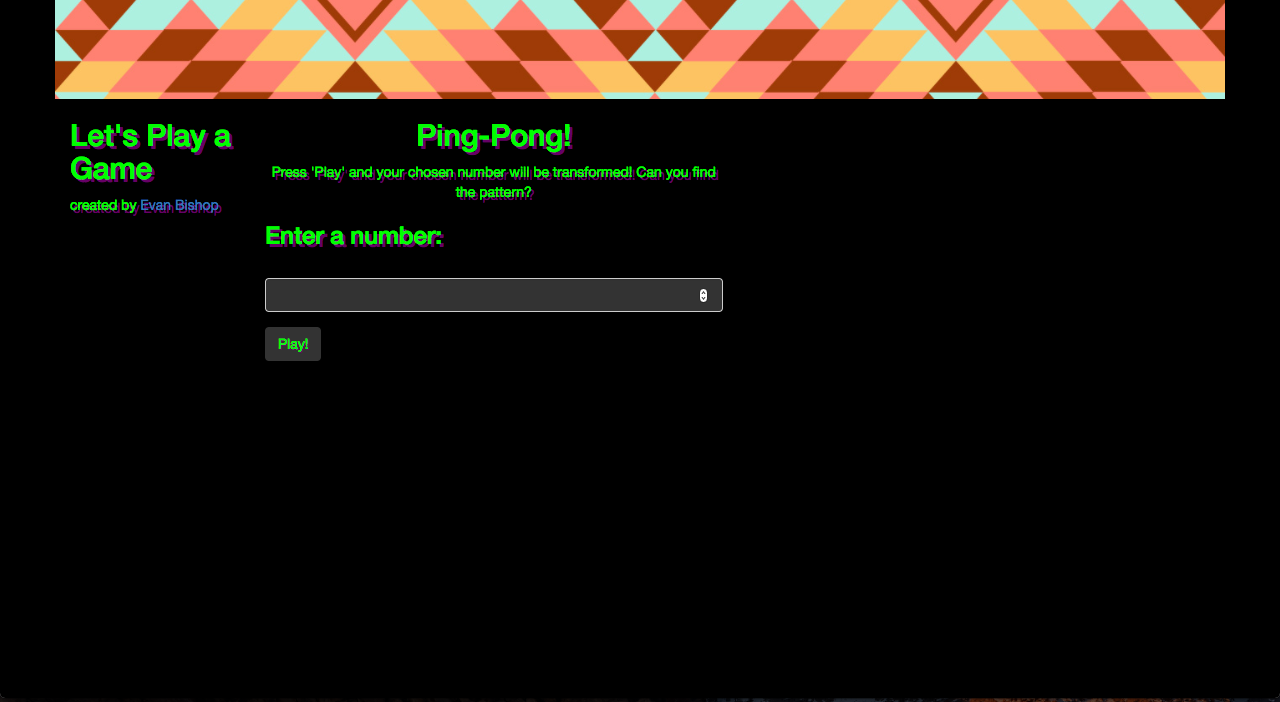 Let's Play a
Game
created by Evan Bishop
Ping-Pong!
Press 'Play' and your chosen number will be transformed! Can you find
the pattern?
Enter a number:
Play!